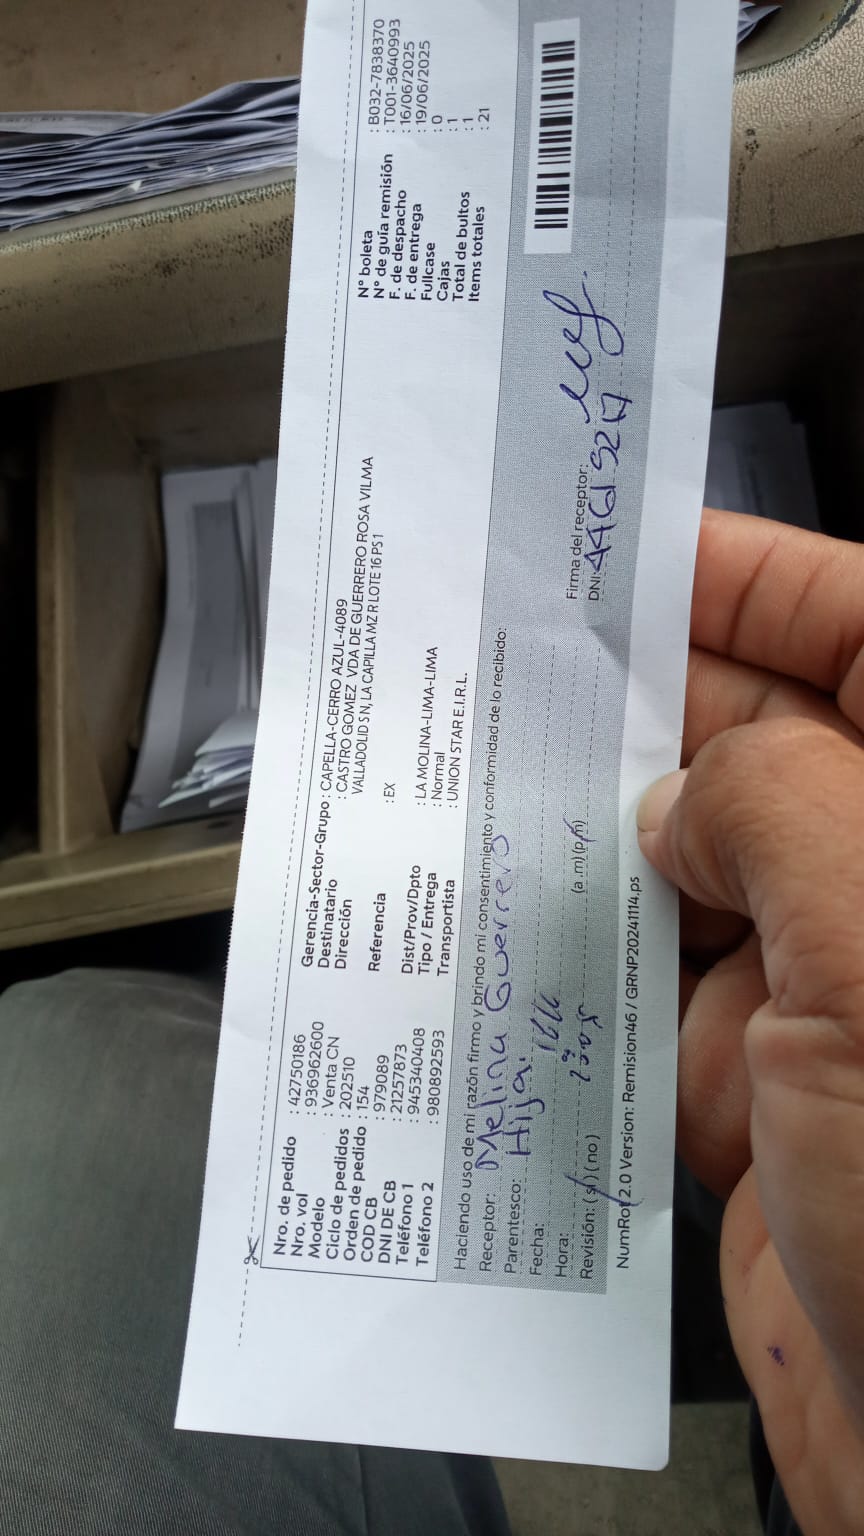 Nro. de pedido : 42750186
Nro. vol : 936962600
Modelo : Venta CN
Ciclo de pedidos : 202510
Orden de pedido : 154
COD CB : 979089
DNI DE CB : 21257873
Teléfono 1 : 945340408
Teléfono 2 : 980892593
Gerencia-Sector-Grupo : CAPELLA-CERRO AZUL-4089
Destinatario : CASTRO GOMEZ VDA DE GUERRERO ROSA VILMA
Dirección VALLADOLID S N, LA CAPILLA MZ R LOTE 16 PS 1
Referencia : EX
Dist/Prov/Dpto : LA MOLINA-LIMA-LIMA
Tipo / Entrega : Normal
Transportista : UNION STAR E.I.R.L.
N° boleta : B032-7838370
N° de guía remisión : T001-3640993
F. de despacho : 16/06/2025
F. de entrega : 19/06/2025
Fullcase : 0
Cajas : 1
Total de bultos : 1
Items totales : 21
Haciendo uso de mi razón firmo y brindo mi consentimiento y conformidad de lo recibido:
Receptor: Melina Guerrero
Parentesco: Hija.
Fecha:
Hora: (a .m) (p.m)
Revisión: (si) (no)
Firma del receptor:
DNI:
NumRot2.0 Version: Remision46 / GRNP20241114.ps